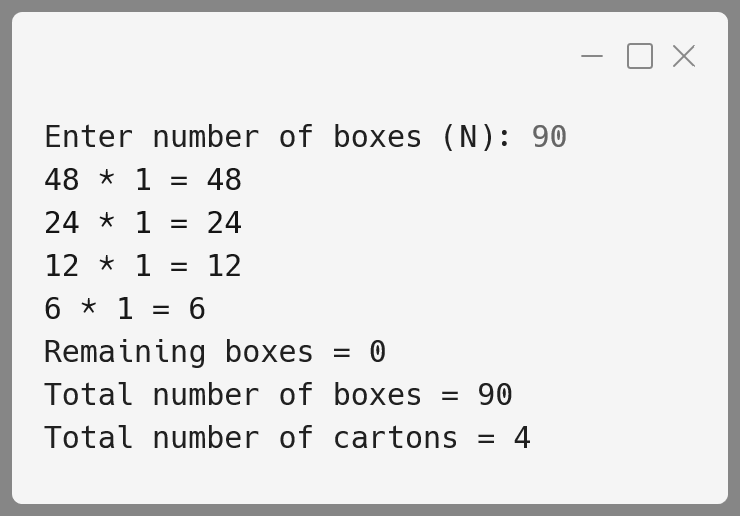 Enter number of boxes (N): 90
48 * 1 = 48
24 * 1 = 24
12 * 1 = 12
6 * 1 = 6
Remaining boxes = 0
Total number of boxes = 90
Total number of cartons = 4